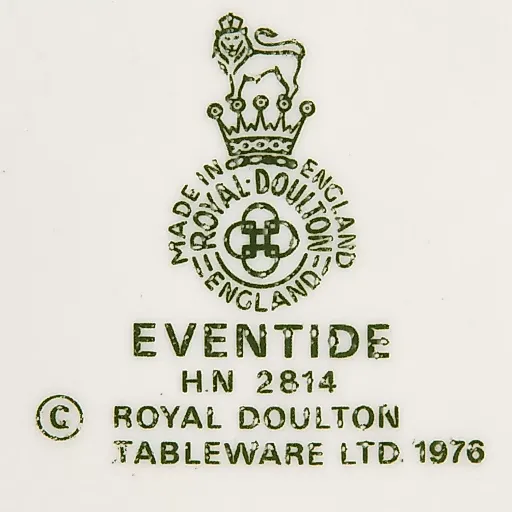 MADE IN ENGLAND
ROYAL·DOULTON
ENGLAND
EVENTIDE
H.N 2814
© ROYAL DOULTON
TABLEWARE LTD. 1976